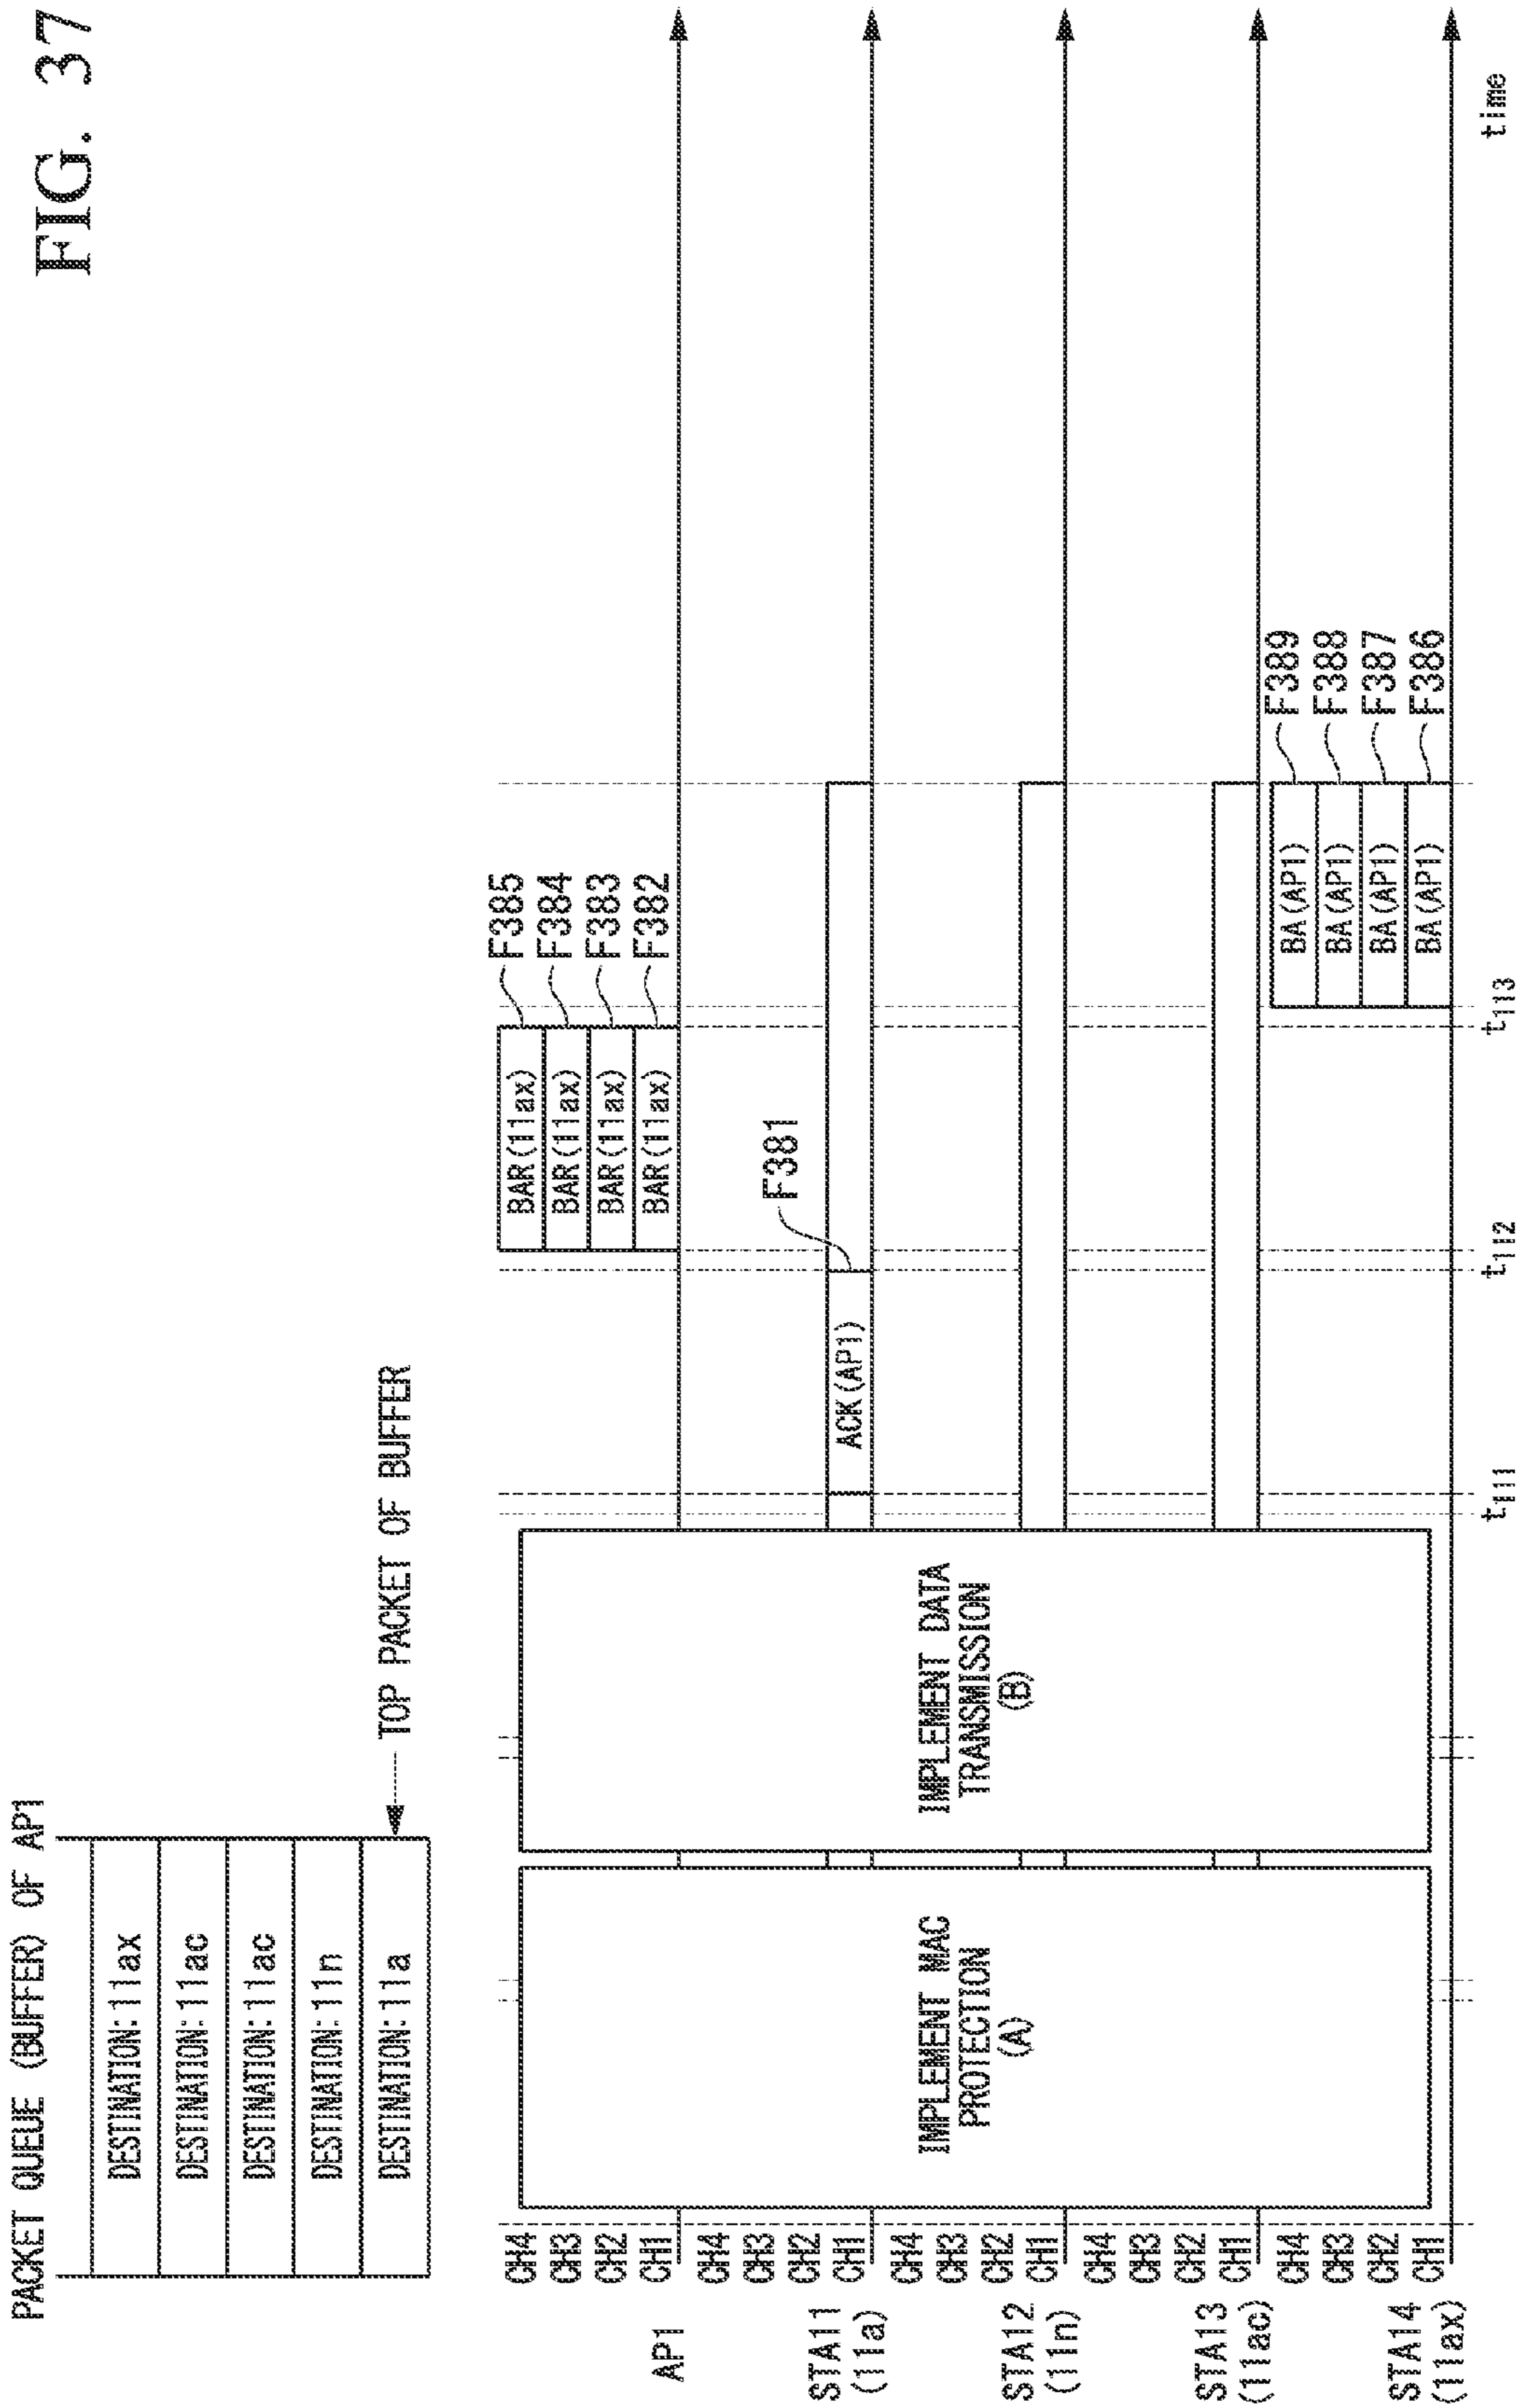 FIG. 37
PACKET QUEUE (BUFFER) OF AP1
DESTINATION:11ax
DESTINATION:11ac
DESTINATION:11ac
DESTINATION:11n
DESTINATION:11a
TOP PACKET OF BUFFER
AP1
CH4
CH3
CH2
CH1
STA11
(11a)
CH4
CH3
CH2
CH1
STA12
(11n)
CH4
CH3
CH2
CH1
STA13
(11ac)
CH4
CH3
CH2
CH1
STA14
(11ax)
CH4
CH3
CH2
CH1
IMPLEMENT MAC
PROTECTION
(A)
IMPLEMENT DATA
TRANSMISSION
(B)
ACK(AP1)
F381
BAR(11ax)
BAR(11ax)
BAR(11ax)
BAR(11ax)
F385
F384
F383
F382
BA(AP1)
BA(AP1)
BA(AP1)
BA(AP1)
F389
F388
F387
F386
t111
t112
t113
time